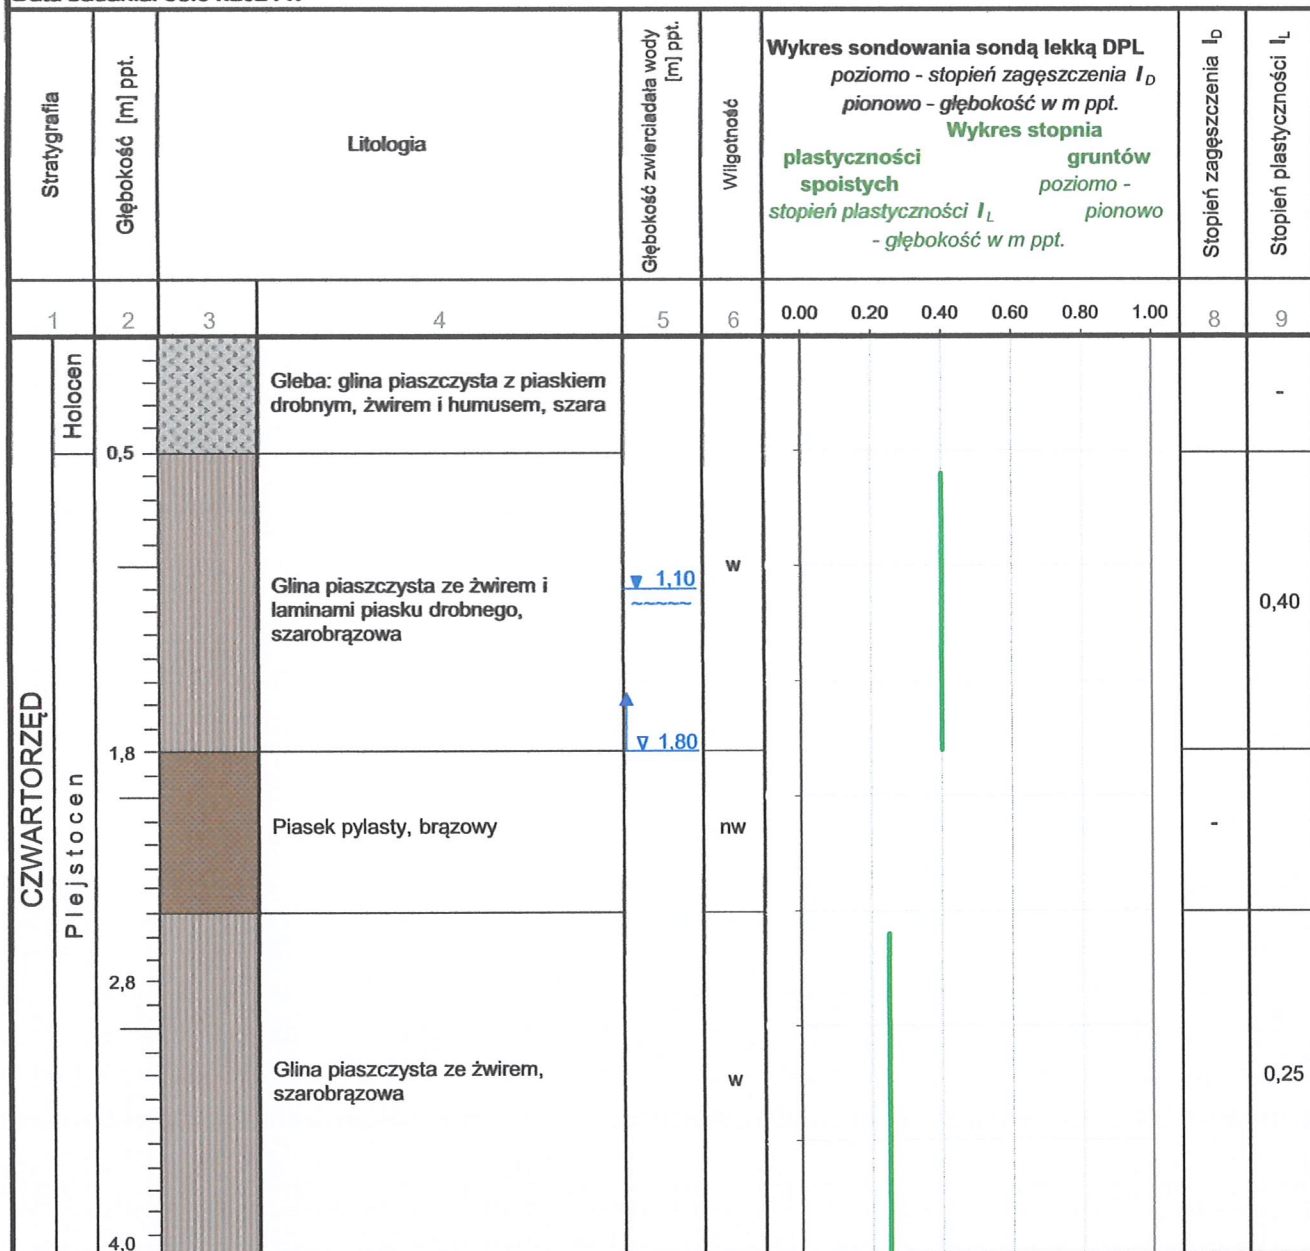 Stratygrafia
Głębokość [m] ppt.
Litologia
Głębokość zwierciadała wody
[m] ppt.
Wilgotność
Wykres sondowania sondą lekką DPL
poziomo - stopień zagęszczenia I D
pionowo - głębokość w m ppt.
Wykres stopnia
plastyczności gruntów
spoistych poziomo -
stopień plastyczności I L pionowo
- głębokość w m ppt.
Stopień zagęszczenia I D
Stopień plastyczności I L
1 2 3 4 5 6 0.00 0.20 0.40 0.60 0.80 1.00 8 9
CZWARTORZĘD
Holocen
Gleba: glina piaszczysta z piaskiem
drobnym, żwirem i humusem, szara
-
0,5
Plejstocen
Glina piaszczysta ze żwirem i
laminami piasku drobnego,
szarobrązowa
1,10
w
0,40
1,80
1,8
Piasek pylasty, brązowy
nw
-
2,8
Glina piaszczysta ze żwirem,
szarobrązowa
w
0,25
4,0